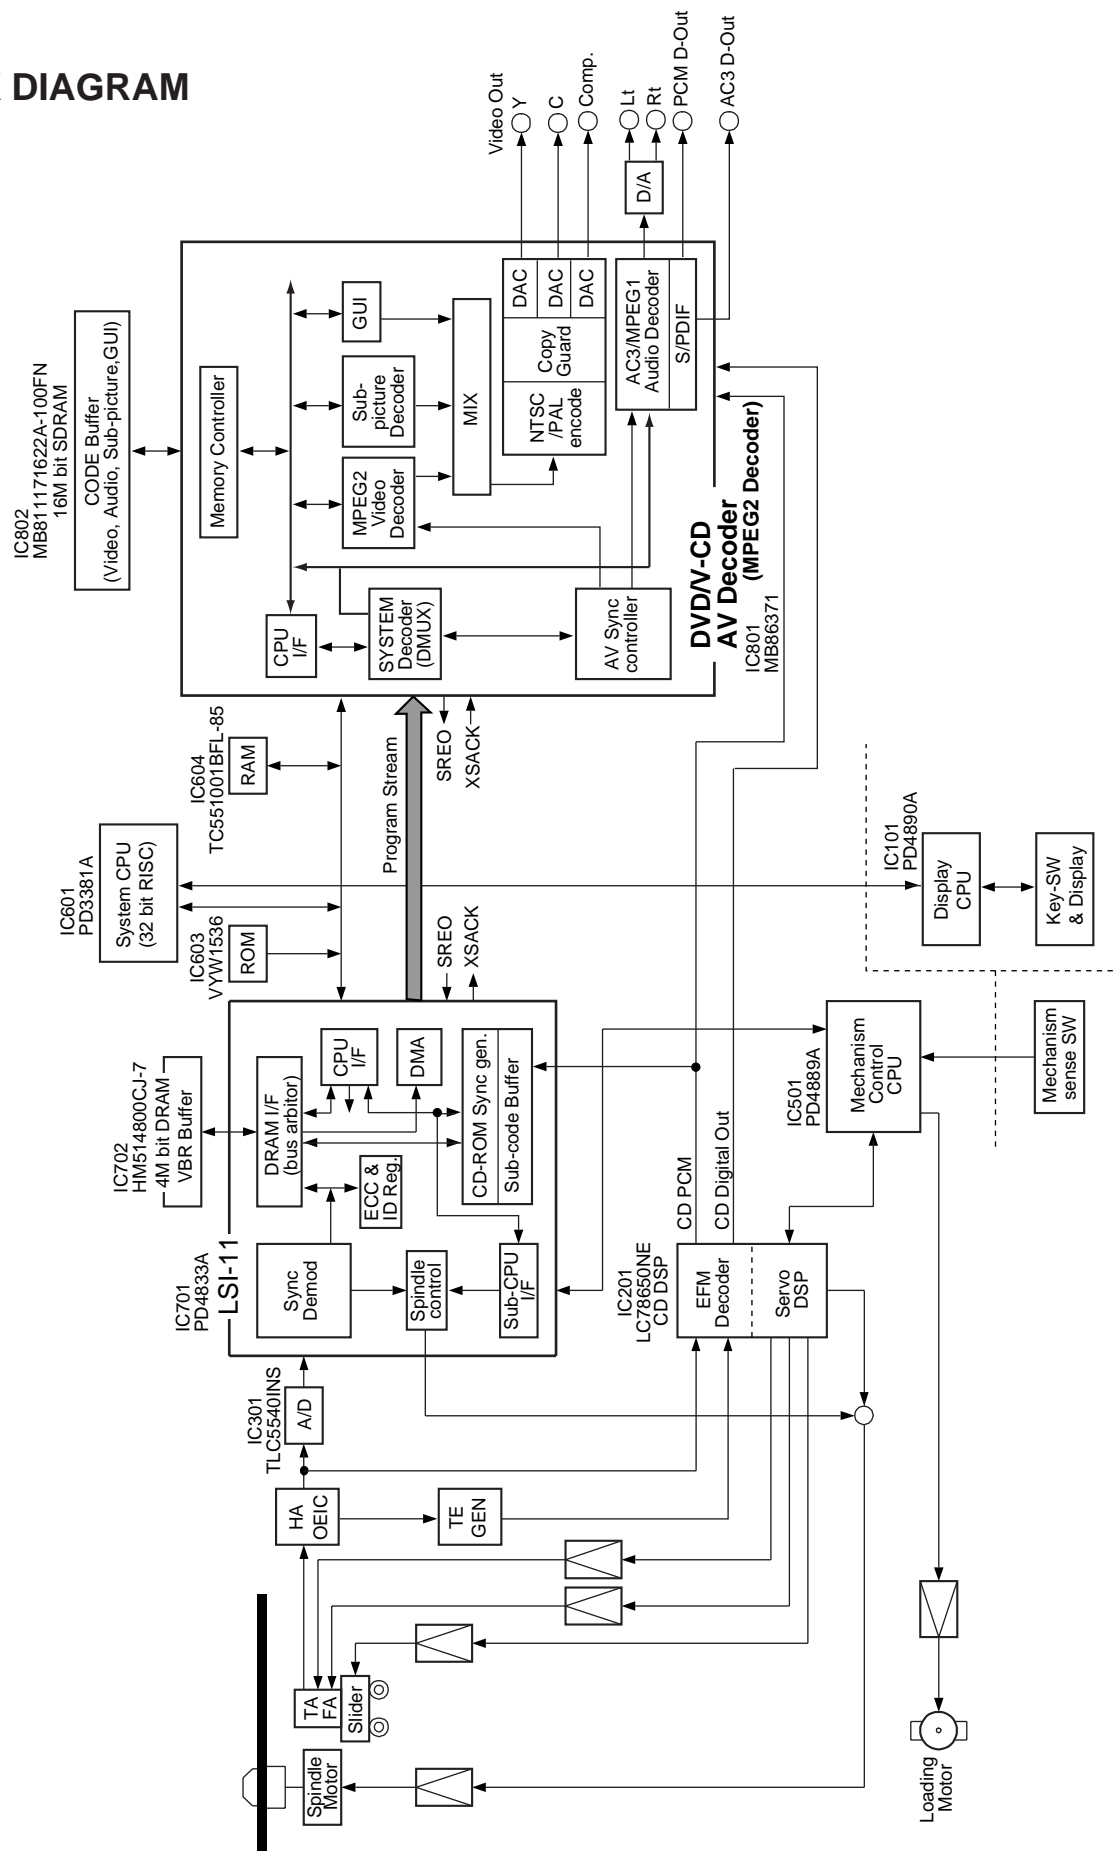 DIAGRAM
IC802
MB811171622A-100FN
16M bit SDRAM
CODE Buffer
(Video, Audio, Sub-picture,GUI)
Memory Controller
CPU
I/F
SYSTEM
Decoder
(DMUX)
MPEG2
Video
Decoder
Sub-
picture
Decoder
GUI
MIX
AV Sync
controller
NTSC
/PAL
encode
Copy
Guard
DAC
DAC
DAC
AC3/MPEG1
Audio Decoder
S/PDIF
D/A
Video Out
Y
C
Comp.
Lt
Rt
PCM D-Out
AC3 D-Out
DVD/V-CD
AV Decoder
(MPEG2 Decoder)
IC801
MB86371
IC601
PD3381A
System CPU
(32 bit RISC)
IC604
TC551001BFL-85
RAM
IC603
VYW1536
ROM
Program Stream
SREO
XSACK
SREO
XSACK
IC101
PD4890A
Display
CPU
Key-SW
& Display
IC702
HM514800CJ-7
4M bit DRAM
VBR Buffer
IC701
PD4833A
LSI-11
DRAM I/F
(bus arbitor)
CPU
I/F
DMA
ECC &
ID Reg.
CD-ROM Sync gen.
Sub-code Buffer
Sync
Demod
Spindle
control
Sub-CPU
I/F
IC501
PD4889A
Mechanism
Control
CPU
Mechanism
sense SW
CD PCM
CD Digital Out
IC201
LC78650NE
CD DSP
EFM
Decoder
Servo
DSP
IC301
TLC5540INS
A/D
HA
OEIC
TE
GEN
TA
FA
Slider
Spindle
Motor
Loading
Motor